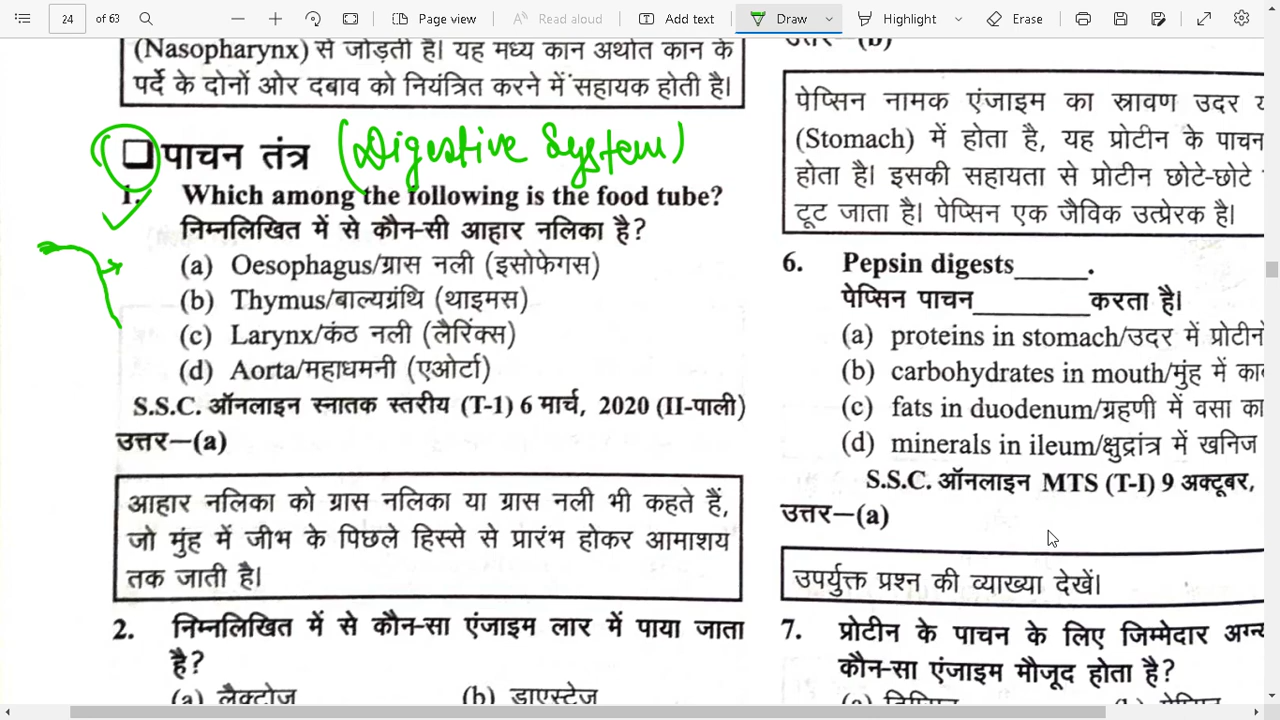 24 of 63 Page view Read aloud Add text Draw Highlight Erase
(Nasopharynx) से जोड़ती है। यह मध्य कान अर्थात कान के
पर्दे के दोनों ओर दबाव को नियंत्रित करने में सहायक होती है।
पाचन तंत्र (Digestive System)
1. Which among the following is the food tube?
निम्नलिखित में से कौन-सी आहार नलिका है?
(a) Oesophagus/ग्रास नली (इसोफेगस)
(b) Thymus/बाल्यग्रंथि (थाइमस)
(c) Larynx/कंठ नली (लैरिंक्स)
(d) Aorta/महाधमनी (एओर्टा)
S.S.C. ऑनलाइन स्नातक स्तरीय (T-1) 6 मार्च, 2020 (II-पाली)
उत्तर—(a)
आहार नलिका को ग्रास नलिका या ग्रास नली भी कहते हैं,
जो मुंह में जीभ के पिछले हिस्से से प्रारंभ होकर आमाशय
तक जाती है।
2. निम्नलिखित में से कौन-सा एंजाइम लार में पाया जाता
है?
(a) लैक्टोज (b) डाएस्टेज
उत्तर—(b)
पेप्सिन नामक एंजाइम का स्रावण उदर
(Stomach) में होता है, यह प्रोटीन के पाचन
होता है। इसकी सहायता से प्रोटीन छोटे-छोटे
टूट जाता है। पेप्सिन एक जैविक उत्प्रेरक है।
6. Pepsin digests______.
पेप्सिन पाचन_________करता है।
(a) proteins in stomach/उदर में प्रोटीनों
(b) carbohydrates in mouth/मुंह में
(c) fats in duodenum/ग्रहणी में वसा
(d) minerals in ileum/क्षुद्रांत्र में खनिज
S.S.C. ऑनलाइन MTS (T-I) 9 अक्टूबर,
उत्तर—(a)
उपर्युक्त प्रश्न की व्याख्या देखें।
7. प्रोटीन के पाचन के लिए जिम्मेदार
कौन-सा एंजाइम मौजूद होता है?